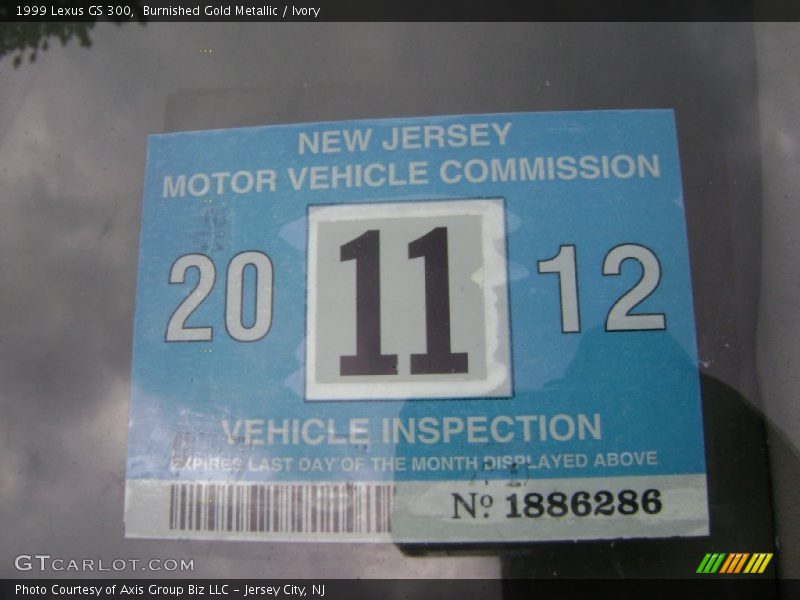 1999 Lexus GS 300,  Burnished Gold Metallic / Ivory
NEW JERSEY
MOTOR VEHICLE COMMISSION
20 11 12
VEHICLE INSPECTION
EXPIRES LAST DAY OF THE MONTH DISPLAYED ABOVE
Nº 1886286
GTCARLOT.COM
Photo Courtesy of Axis Group Biz LLC – Jersey City, NJ